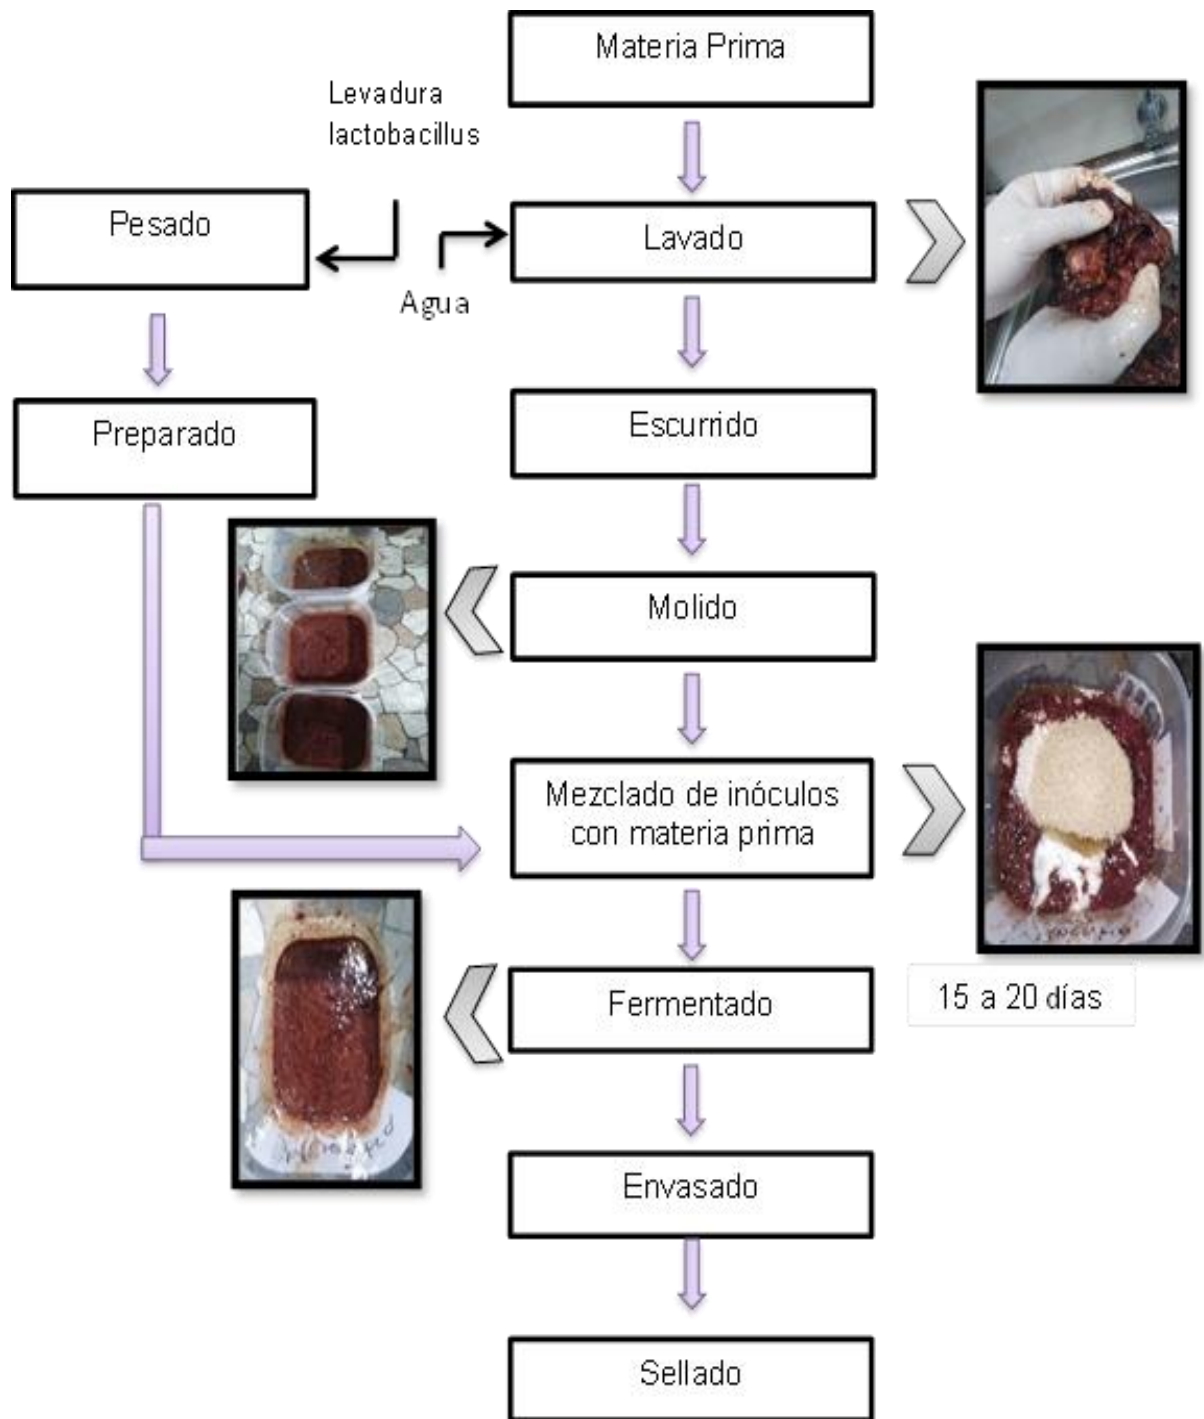 Materia Prima
Levadura
lactobacillus
Pesado
Lavado
Agua
Preparado
Escurrido
Molido
Mezclado de inóculos
con materia prima
Fermentado
15 a 20 días
Envasado
Sellado